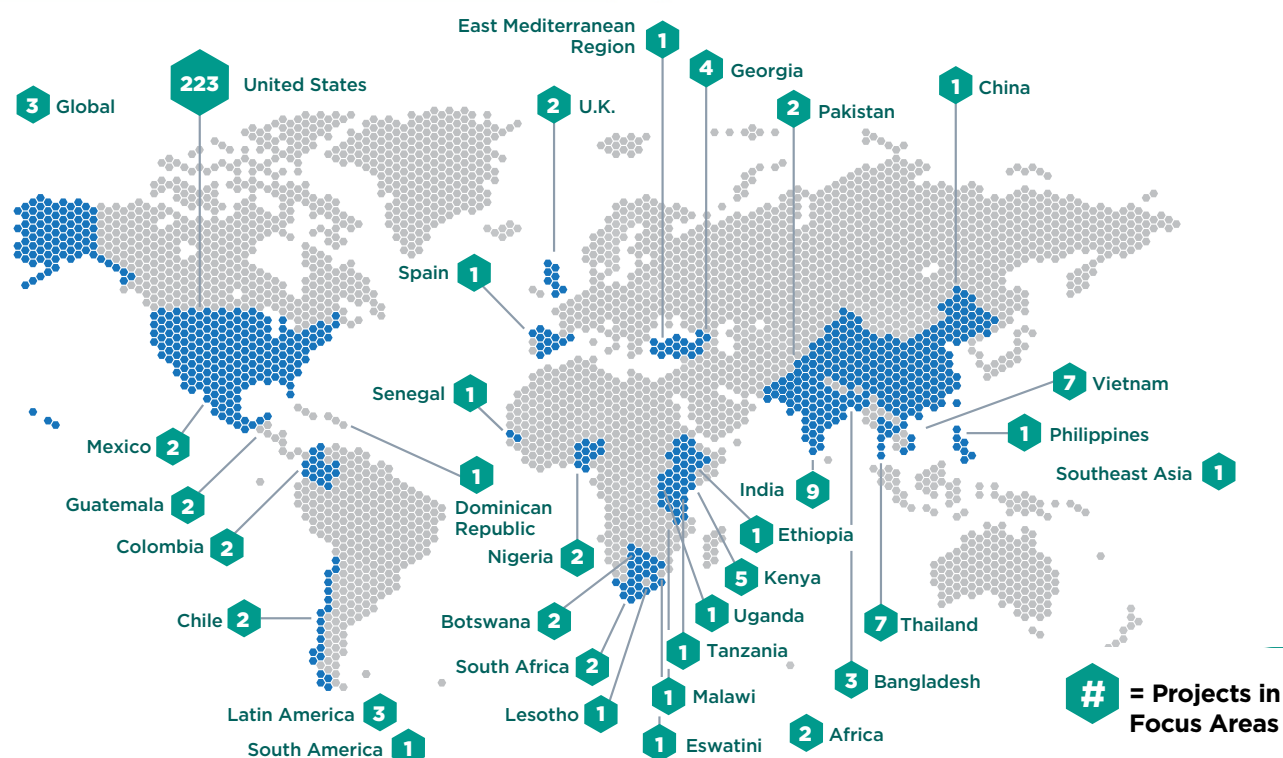 East Mediterranean
Region
1
4
Georgia
223
United States
1
China
3
Global
2
U.K.
2
Pakistan
Spain
1
Senegal
1
7
Vietnam
Mexico
2
1
Philippines
1
Dominican
Republic
Southeast Asia
1
India
9
Guatemala
2
Colombia
2
Nigeria
2
1
Ethiopia
5
Kenya
Chile
2
Botswana
2
1
Uganda
7
Thailand
South Africa
2
1
Tanzania
3
Bangladesh
1
Malawi
Latin America
3
Lesotho
1
#
= Projects in
Focus Areas
South America
1
1
Eswatini
2
Africa